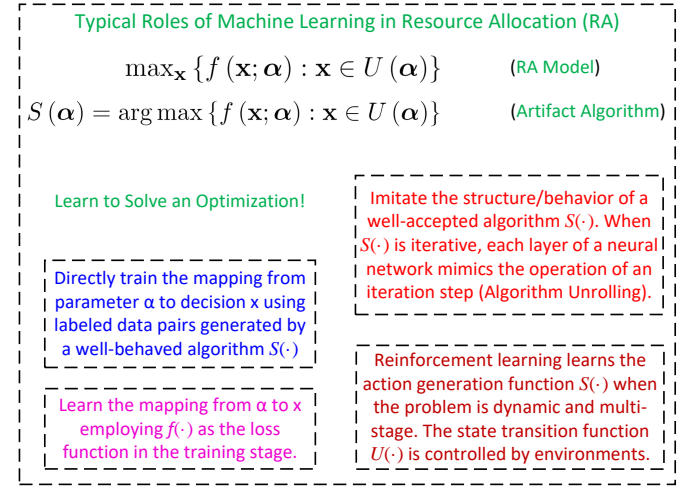 Typical Roles of Machine Learning in Resource Allocation (RA)
max_x {f (x; α) : x ∈ U (α)} (RA Model)
S (α) = arg max {f (x; α) : x ∈ U (α)} (Artifact Algorithm)
Learn to Solve an Optimization!
Imitate the structure/behavior of a
well-accepted algorithm S(·). When
S(·) is iterative, each layer of a neural
network mimics the operation of an
iteration step (Algorithm Unrolling).
Directly train the mapping from
parameter α to decision x using
labeled data pairs generated by
a well-behaved algorithm S(·)
Reinforcement learning learns the
action generation function S(·) when
the problem is dynamic and multi-
stage. The state transition function
U(·) is controlled by environments.
Learn the mapping from α to x
employing f(·) as the loss
function in the training stage.